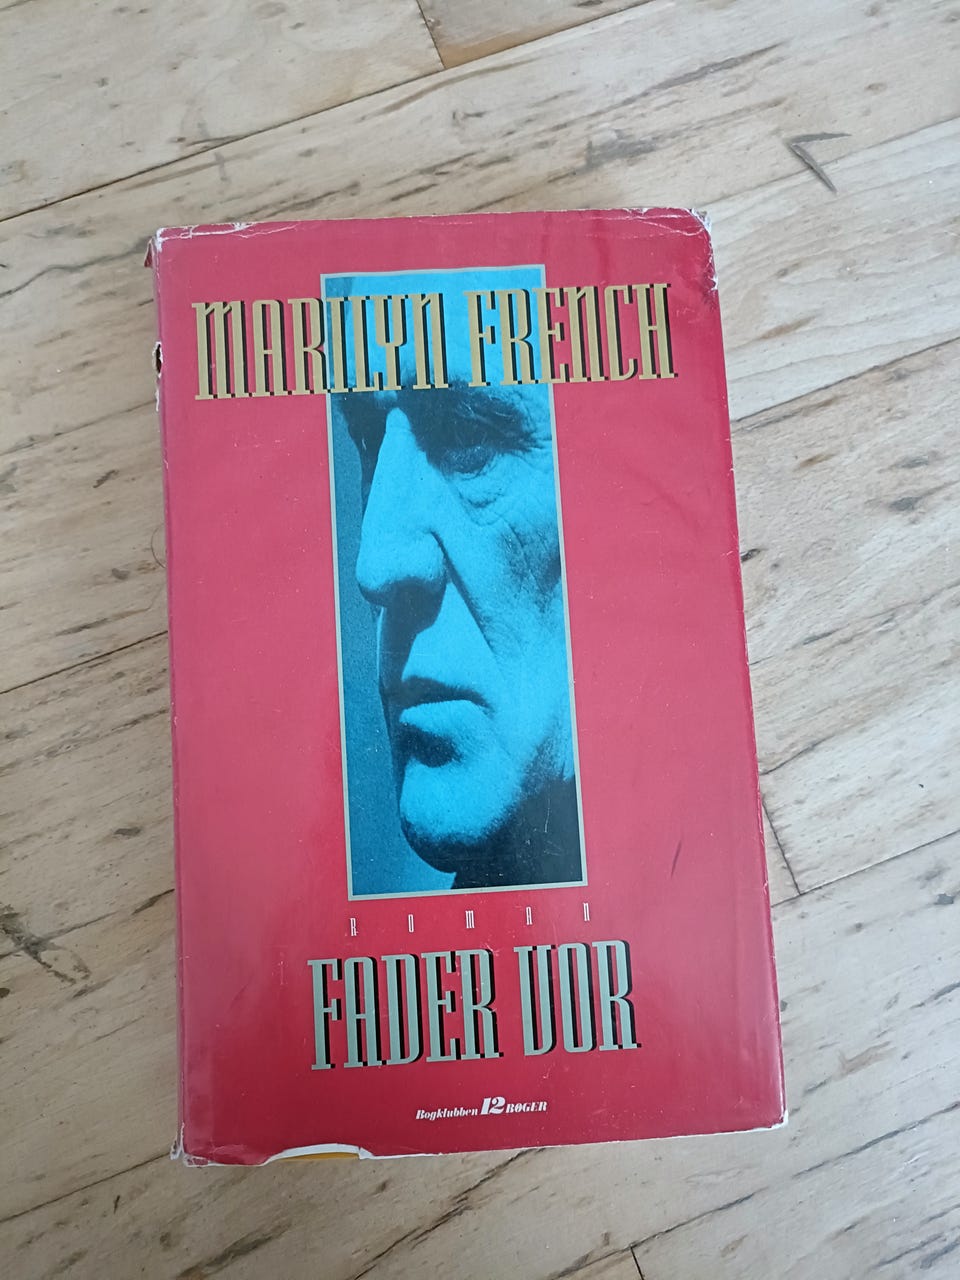 MARILYN FRENCH
ROMAN
FADER VOR
Bogklubben 12 BØGER